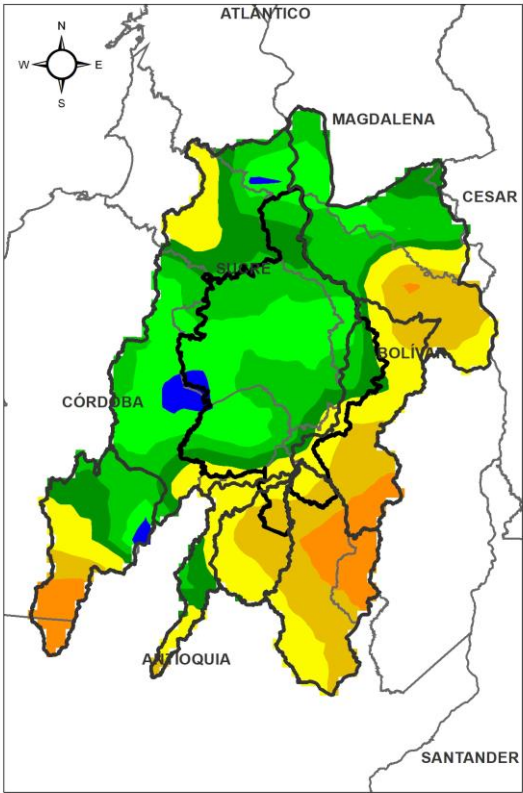 ATLÁNTICO
N
W E
S
MAGDALENA
CESAR
SUCRE
BOLÍVAR
CÓRDOBA
ANTIOQUIA
SANTANDER